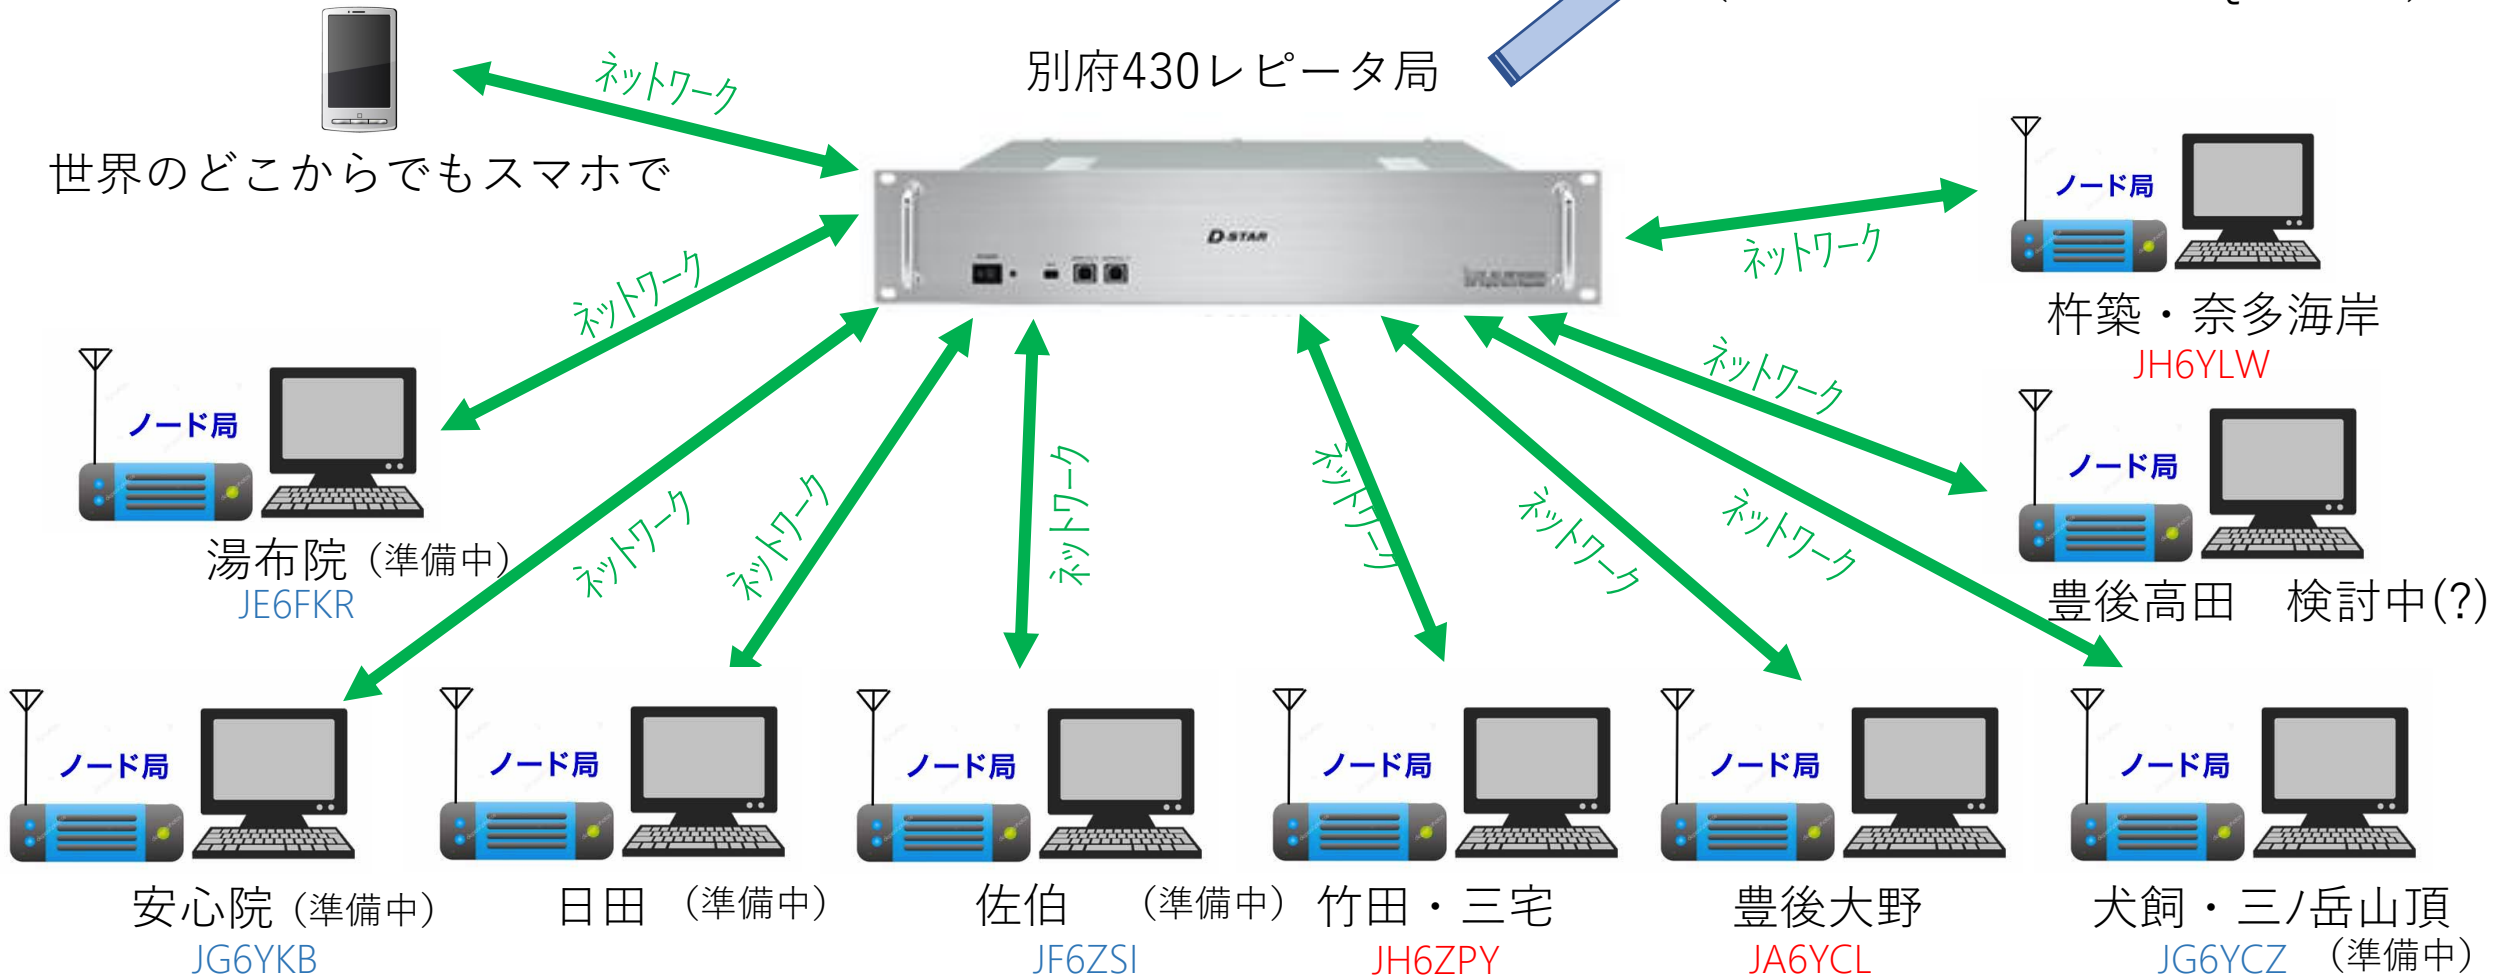 別府430レピータ局
ネットワーク
世界のどこからでもスマホで
D-STAR
ネットワーク
ノード局
杵築・奈多海岸
JH6YLW
ネットワーク
ノード局
湯布院（準備中）
JE6FKR
ネットワーク
ノード局
豊後高田　検討中(?)
ネットワーク
ネットワーク
ネットワーク
ネットワーク
ネットワーク
ネットワーク
ノード局
安心院（準備中）
JG6YKB
ノード局
日田（準備中）
ノード局
佐伯（準備中）
JF6ZSI
ノード局
竹田・三宅
JH6ZPY
ノード局
豊後大野
JA6YCL
ノード局
犬飼・三ノ岳山頂
JG6YCZ（準備中）